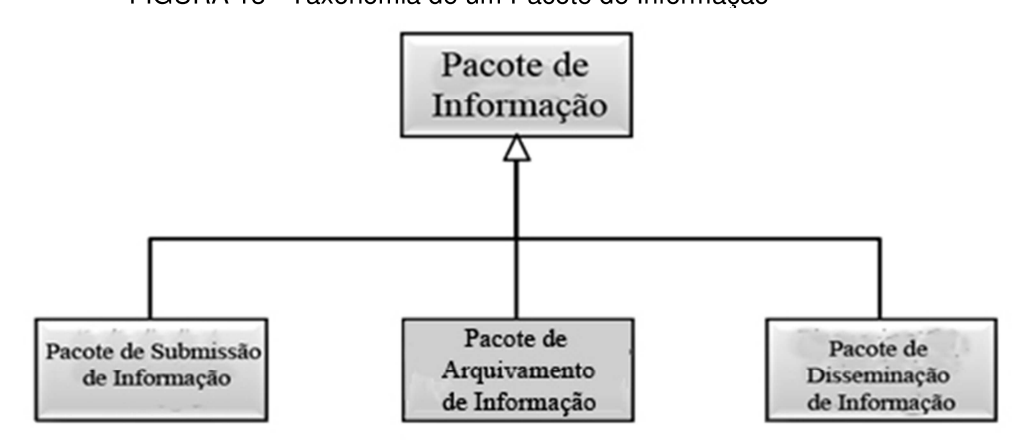 Taxonomia de um Pacote de Informação
Pacote de
Informação
Pacote de Submissão
de Informação
Pacote de
Arquivamento
de Informação
Pacote de
Disseminação
de Informação